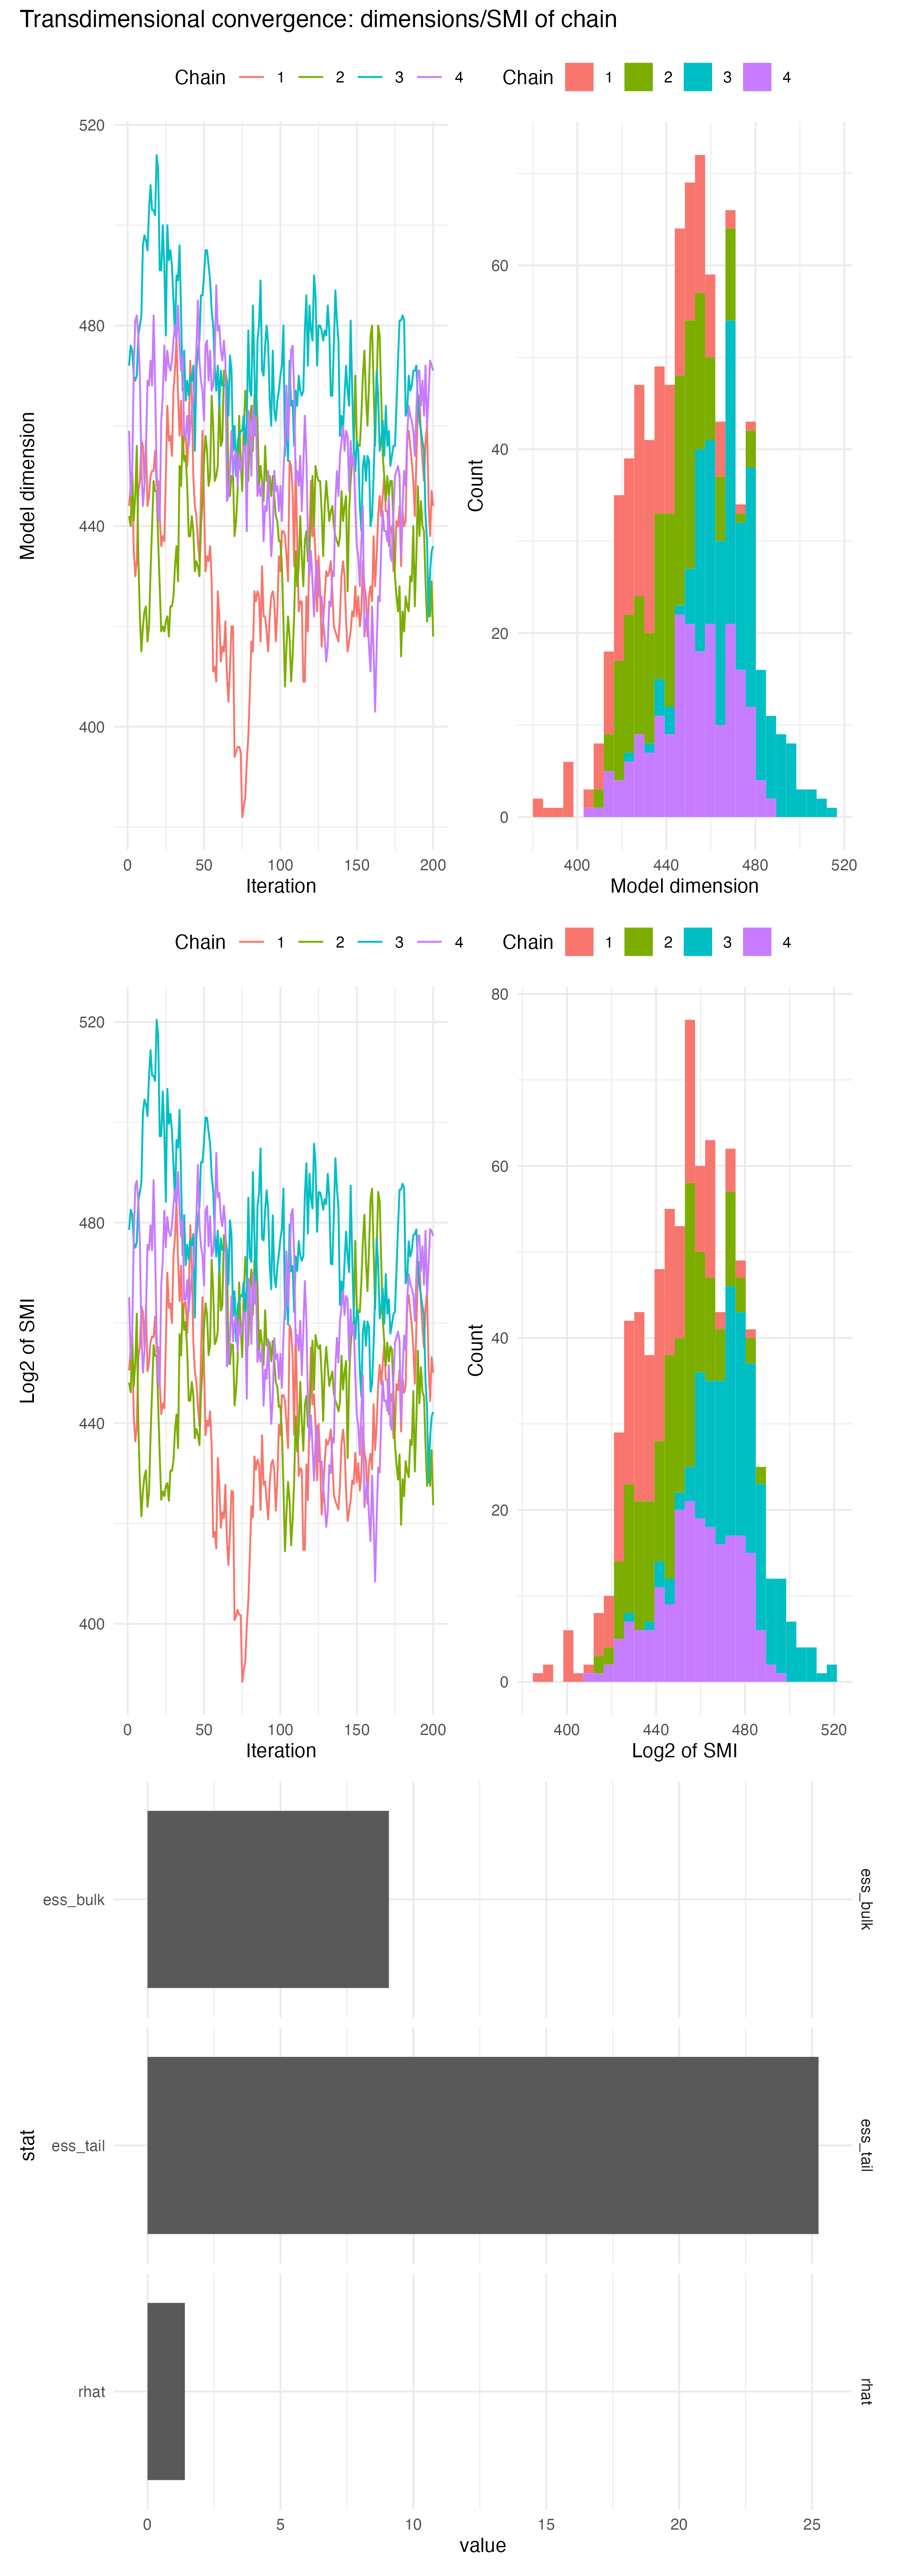 Transdimensional convergence: dimensions/SMI of chain
Chain 1 2 3 4
Chain 1 2 3 4
520
480
440
400
Model dimension
0 50 100 150 200
Iteration
60
40
20
0
Count
400 440 480 520
Model dimension
Chain 1 2 3 4
Chain 1 2 3 4
520
480
440
400
Log2 of SMI
0 50 100 150 200
Iteration
80
60
40
20
0
Count
400 440 480 520
Log2 of SMI
ess_bulk
ess_bulk
stat
ess_tail
ess_tail
rhat
rhat
0 5 10 15 20 25
value